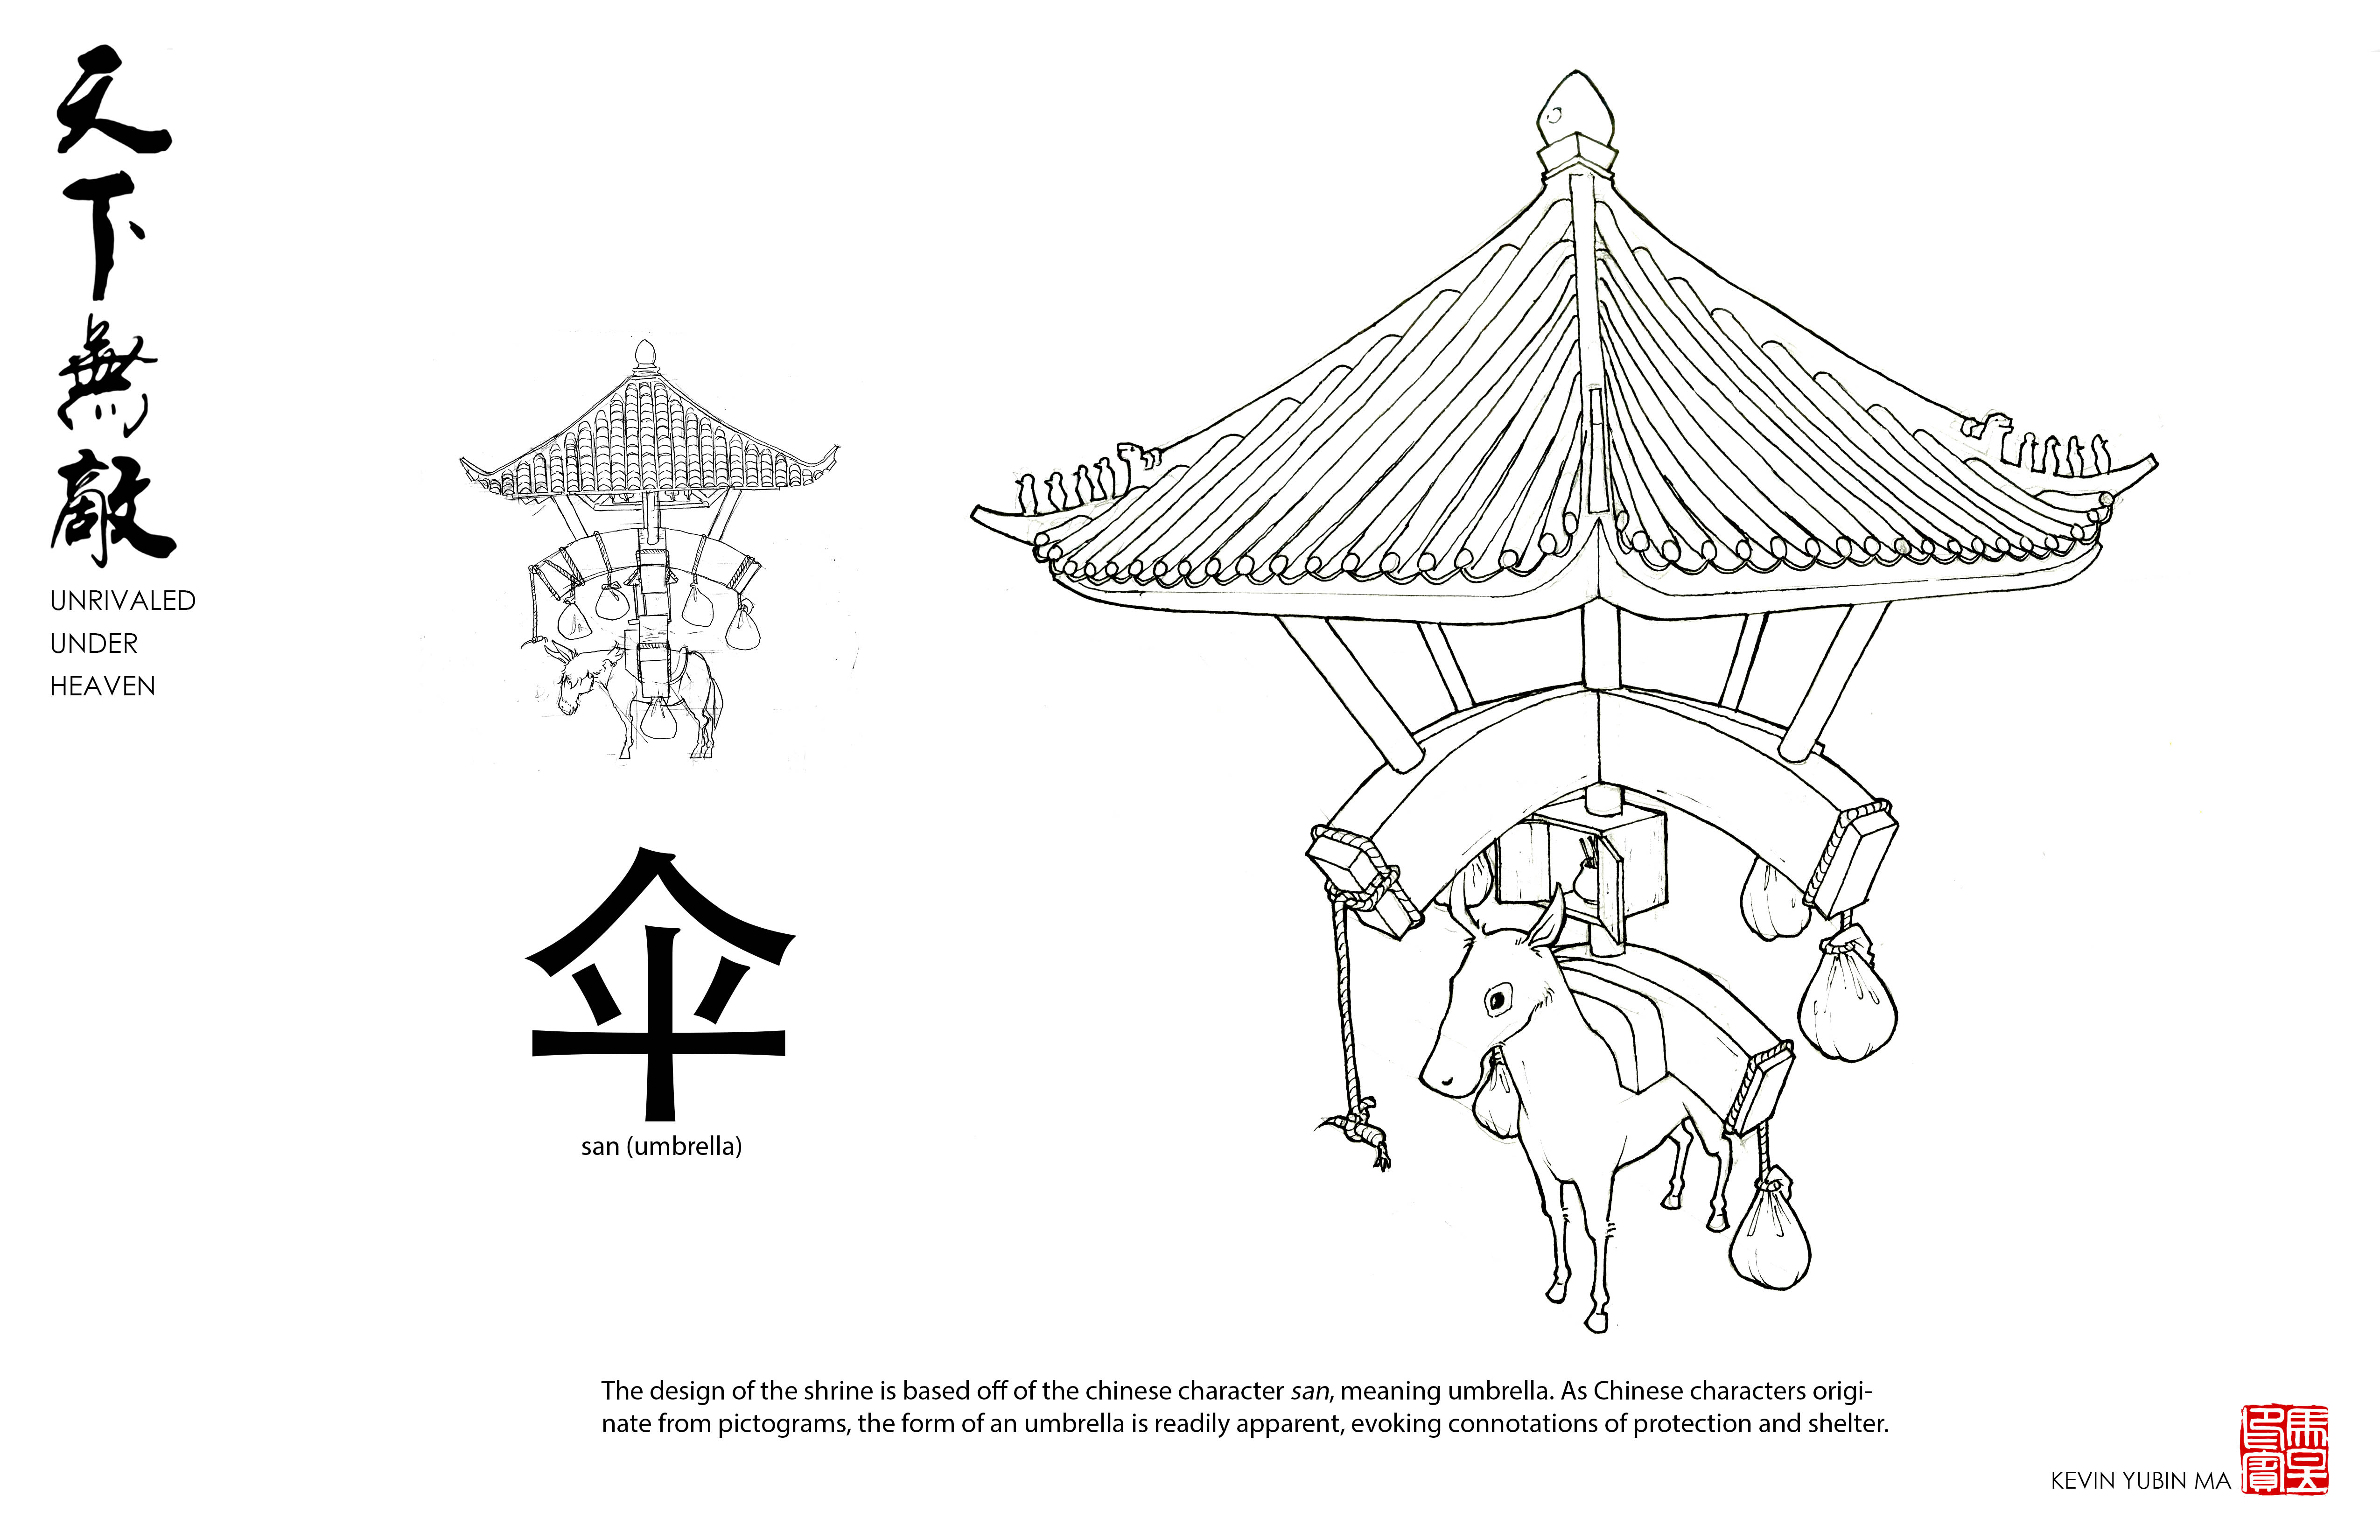 天
下
無
敵
UNRIVALED
UNDER
HEAVEN
伞
san (umbrella)
The design of the shrine is based off of the chinese character san, meaning umbrella. As Chinese characters origi-
nate from pictograms, the form of an umbrella is readily apparent, evoking connotations of protection and shelter.
KEVIN YUBIN MA